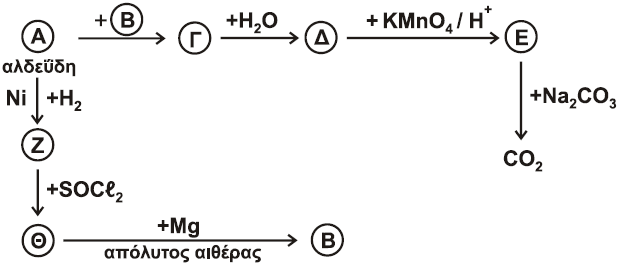 Α + Β Γ +H₂O Δ + KMnO₄ / H⁺ Ε
αλδεΰδη
Ni +H₂ +Na₂CO₃
Ζ CO₂
+SOCℓ₂
Θ +Mg Β
απόλυτος αιθέρας